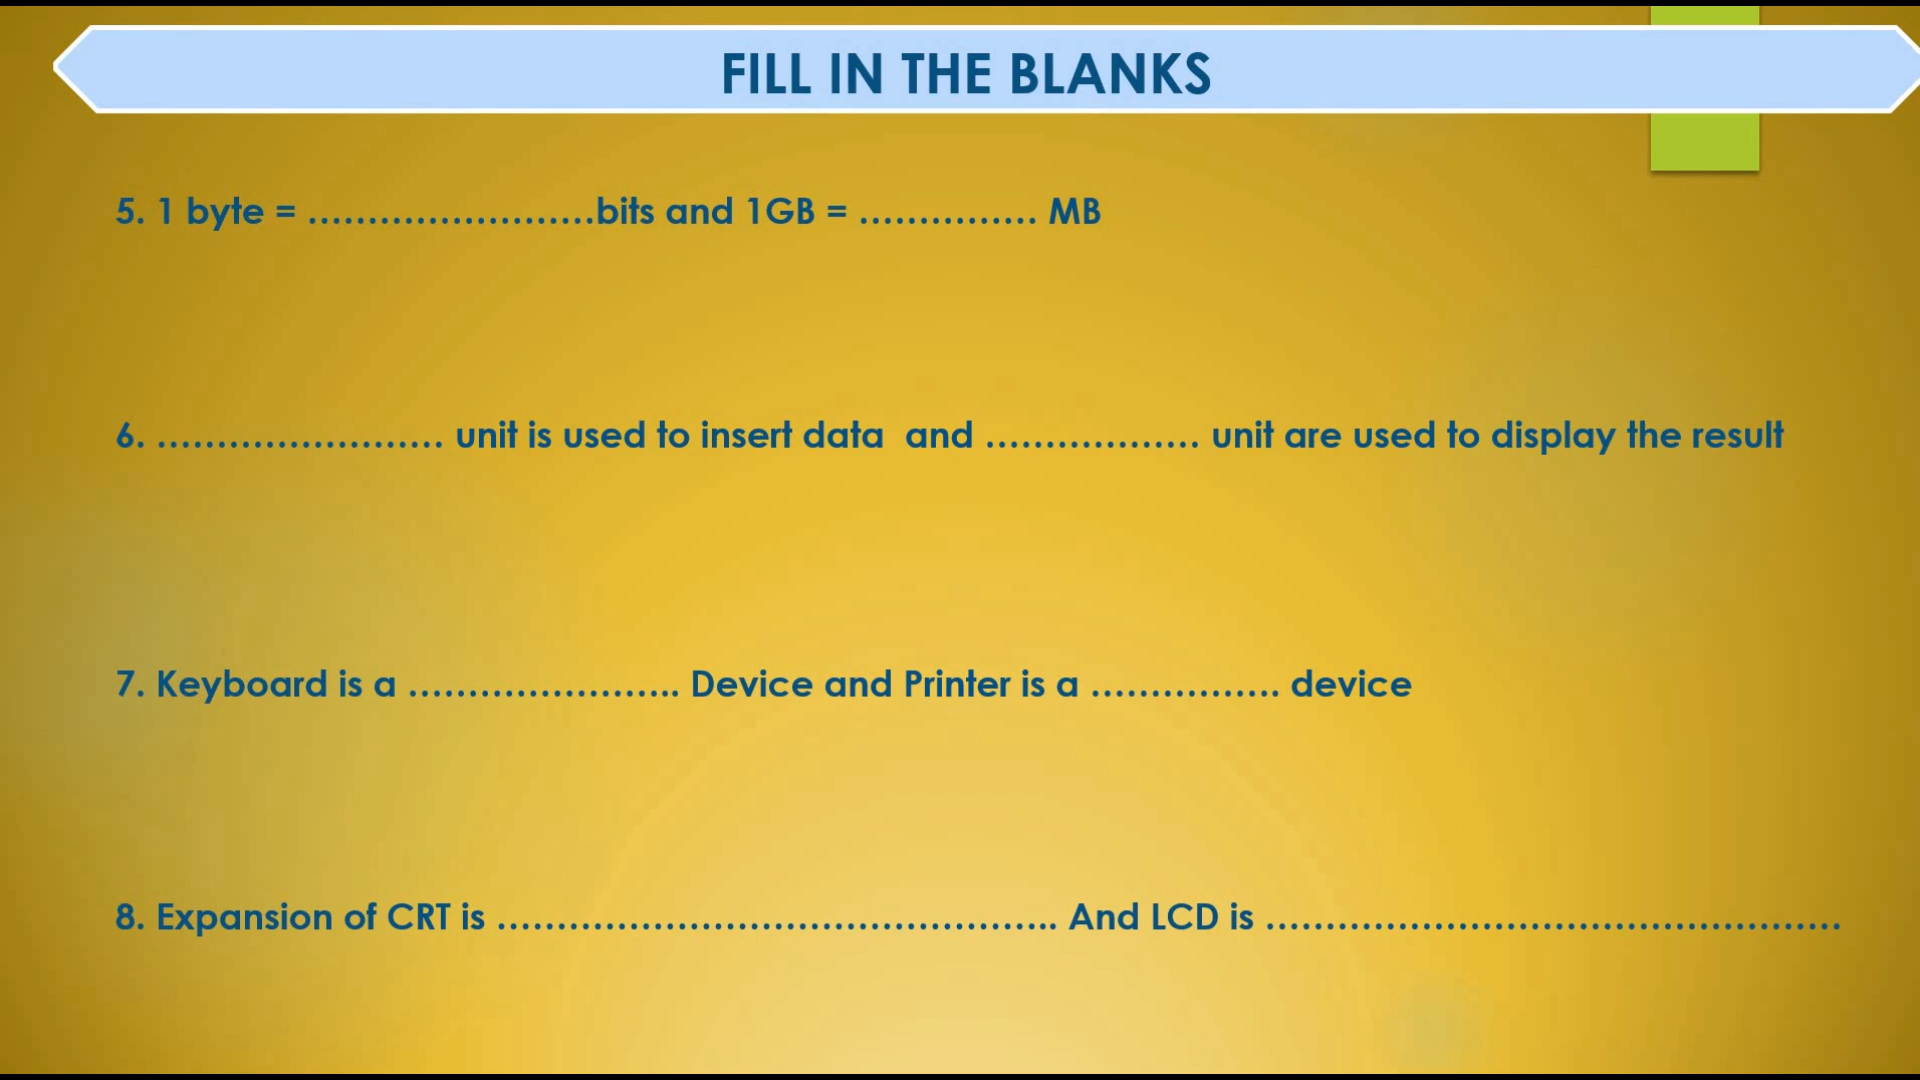 FILL IN THE BLANKS
5. 1 byte = ........................bits and 1GB = ............... MB
6. ........................ unit is used to insert data  and .................. unit are used to display the result
7. Keyboard is a ....................... Device and Printer is a ................ device
8. Expansion of CRT is ............................................... And LCD is ................................................